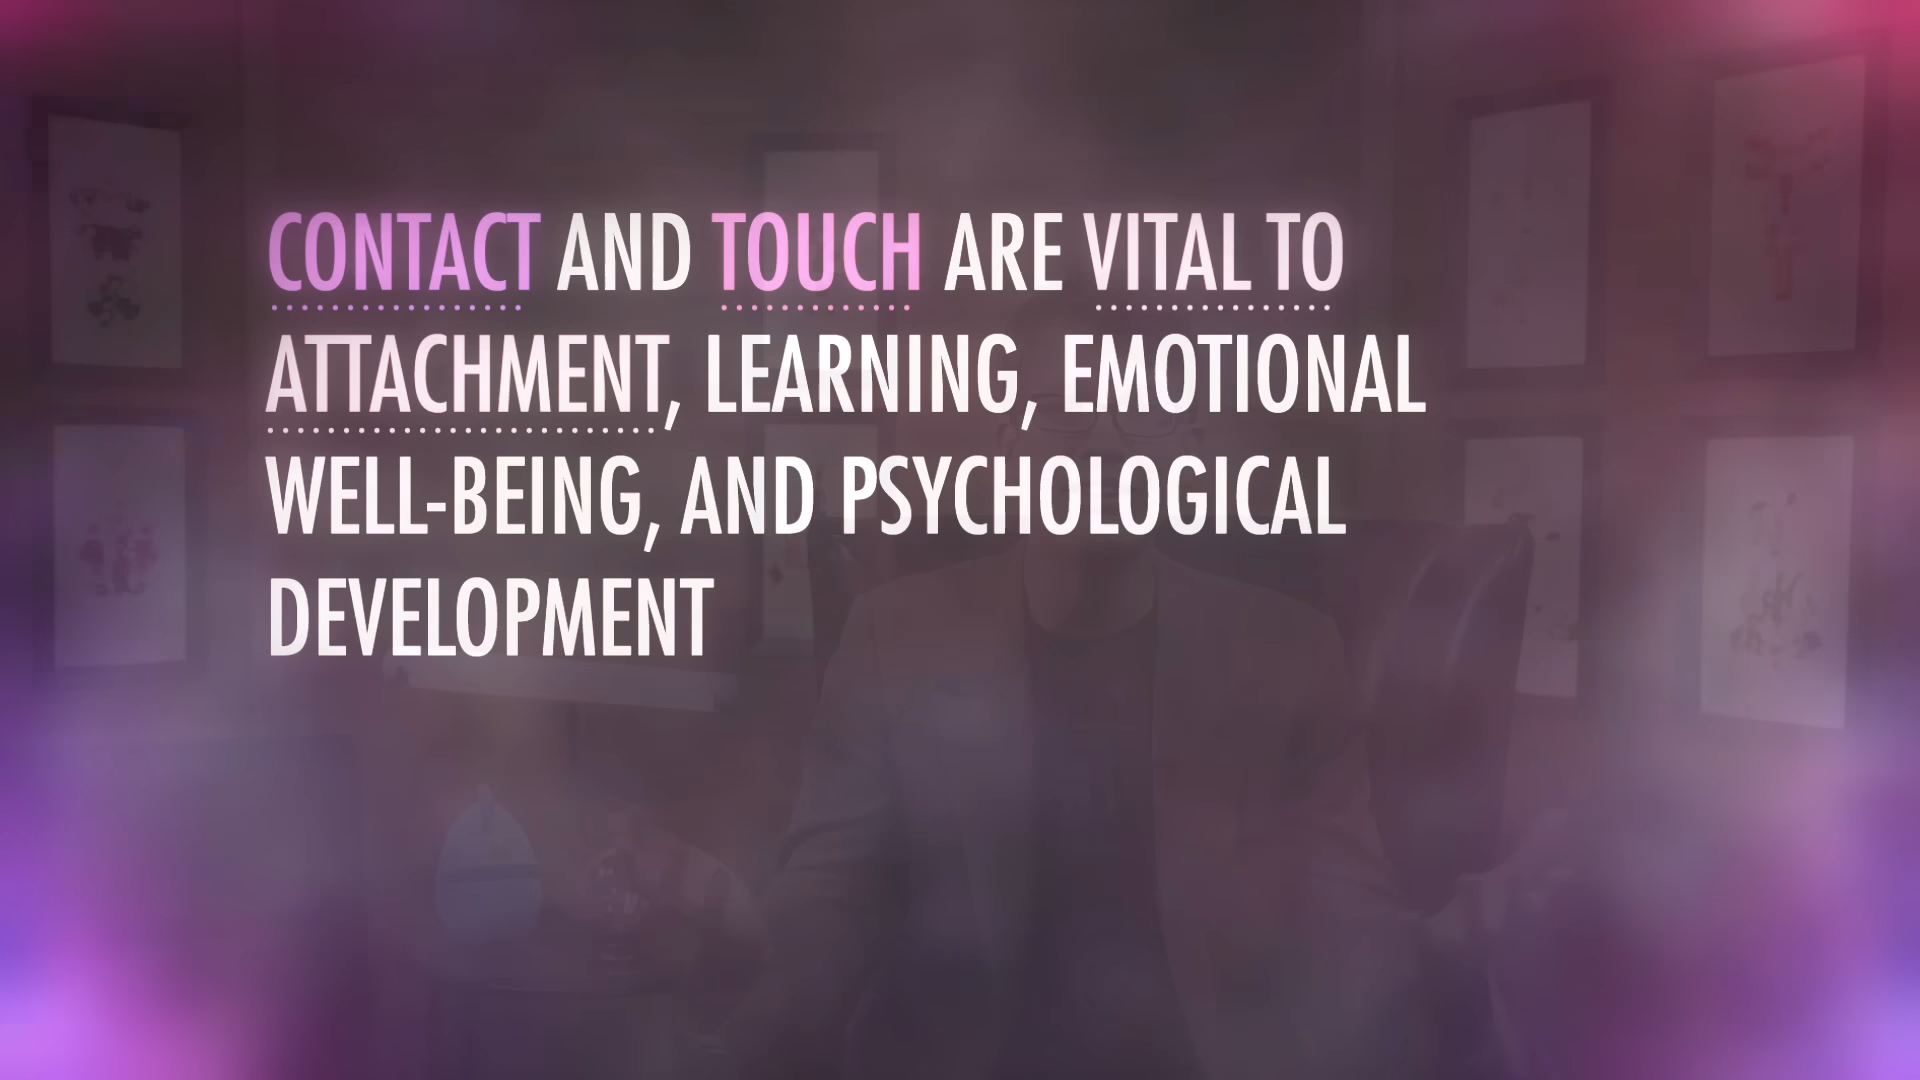 CONTACT AND TOUCH ARE VITAL TO
ATTACHMENT, LEARNING, EMOTIONAL
WELL-BEING, AND PSYCHOLOGICAL
DEVELOPMENT